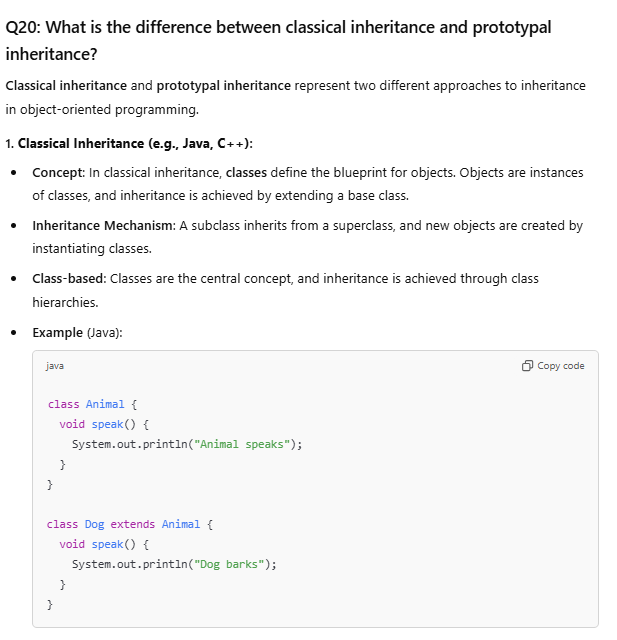 Q20: What is the difference between classical inheritance and prototypal
inheritance?
Classical inheritance and prototypal inheritance represent two different approaches to inheritance
in object-oriented programming.
1. Classical Inheritance (e.g., Java, C++):
• Concept: In classical inheritance, classes define the blueprint for objects. Objects are instances
of classes, and inheritance is achieved by extending a base class.
• Inheritance Mechanism: A subclass inherits from a superclass, and new objects are created by
instantiating classes.
• Class-based: Classes are the central concept, and inheritance is achieved through class
hierarchies.
• Example (Java):
java Copy code
class Animal {
  void speak() {
    System.out.println("Animal speaks");
  }
}
class Dog extends Animal {
  void speak() {
    System.out.println("Dog barks");
  }
}